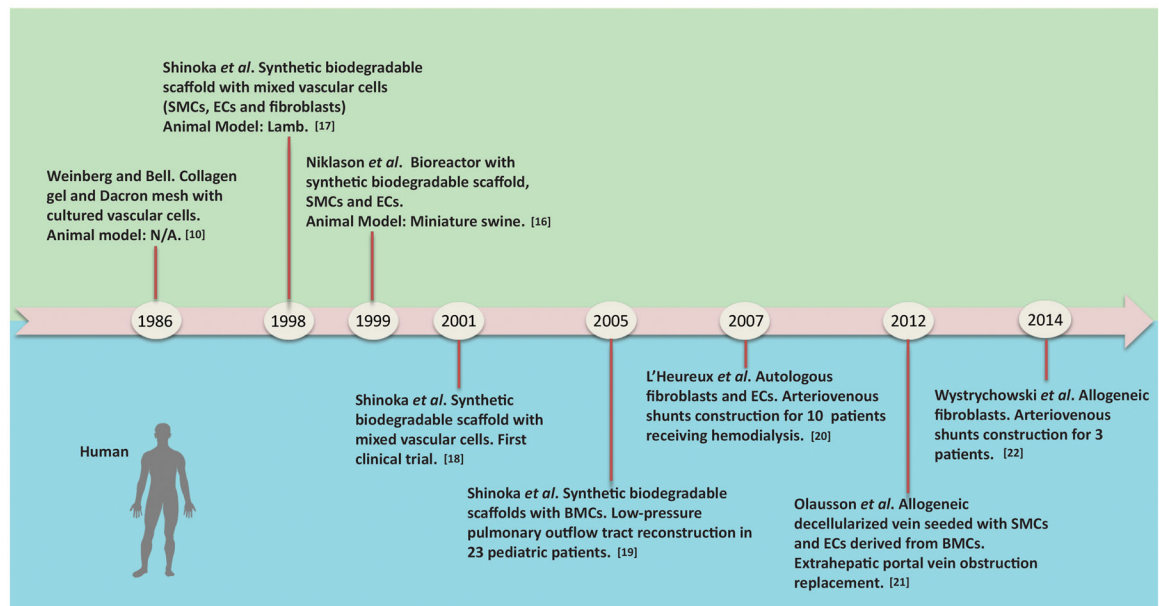 Shinoka et al. Synthetic biodegradable
scaffold with mixed vascular cells
(SMCs, ECs and fibroblasts)
Animal Model: Lamb. [17]
Weinberg and Bell. Collagen
gel and Dacron mesh with
cultured vascular cells.
Animal model: N/A. [10]
Niklason et al. Bioreactor with
synthetic biodegradable scaffold,
SMCs and ECs.
Animal Model: Miniature swine. [16]
1986
1998
1999
2001
2005
2007
2012
2014
Human
Shinoka et al. Synthetic
biodegradable scaffold with
mixed vascular cells. First
clinical trial. [18]
Shinoka et al. Synthetic biodegradable
scaffolds with BMCs. Low-pressure
pulmonary outflow tract reconstruction in
23 pediatric patients. [19]
L’Heureux et al. Autologous
fibroblasts and ECs. Arteriovenous
shunts construction for 10 patients
receiving hemodialysis. [20]
Olausson et al. Allogeneic
decellularized vein seeded with SMCs
and ECs derived from BMCs.
Extrahepatic portal vein obstruction
replacement. [21]
Wystrychowski et al. Allogeneic
fibroblasts. Arteriovenous
shunts construction for 3
patients. [22]